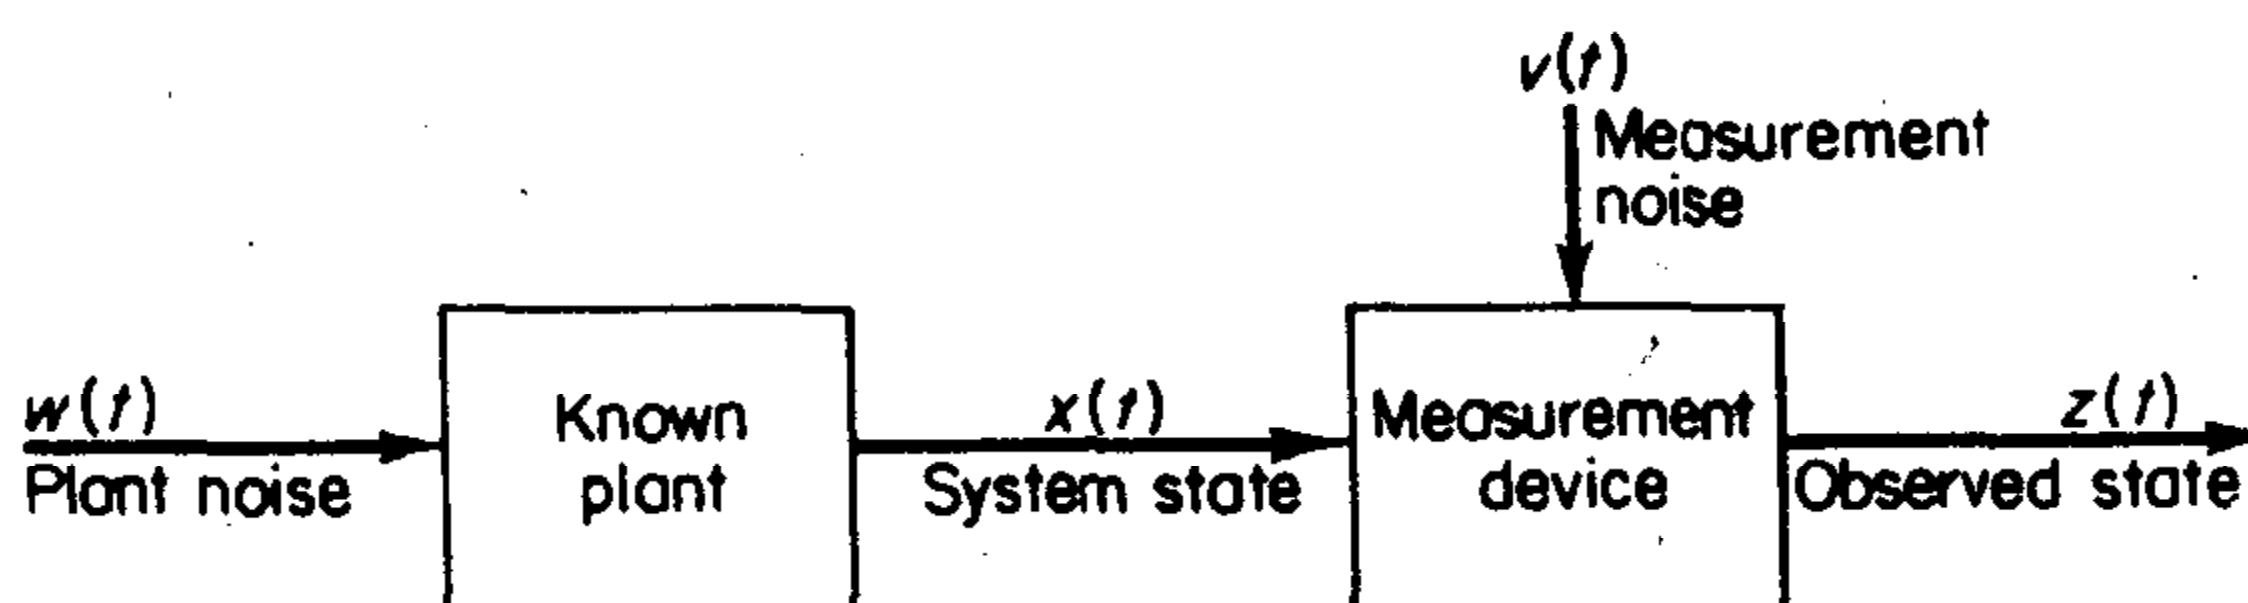 v(t)
Measurement
noise
w(t)
Plant noise
Known
plant
x(t)
System state
Measurement
device
z(t)
Observed state